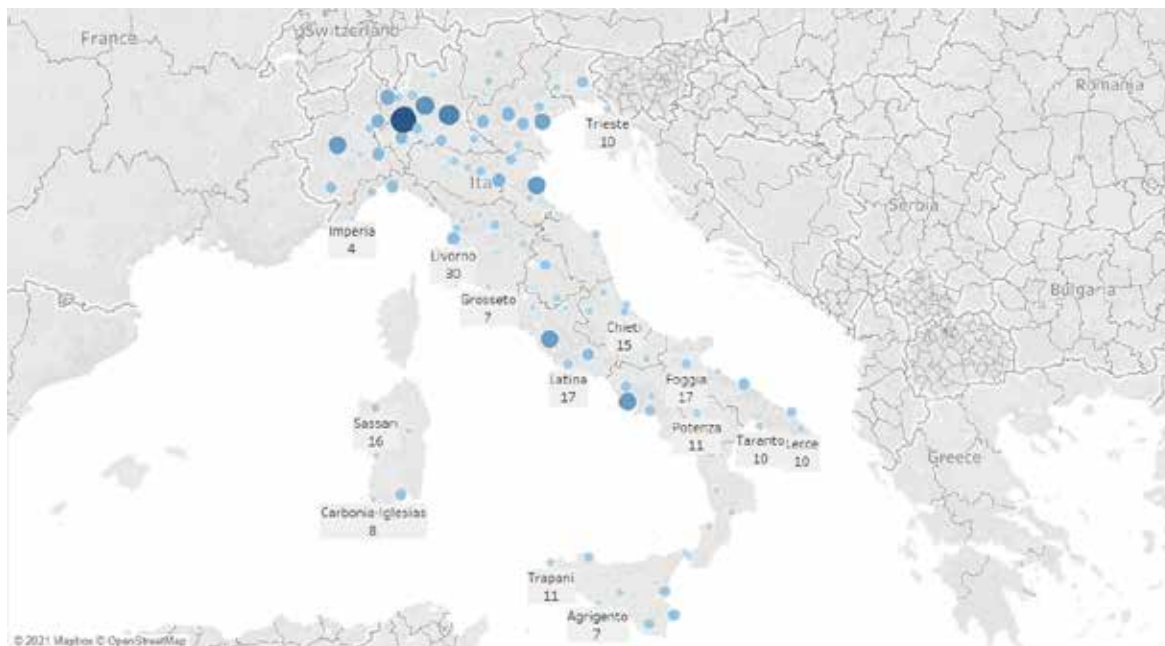 France
Switzerland
Romania
Trieste
10
Ita
Imperia
4
Livorno
30
Serbia
Grosseto
7
Bulgaria
Chieti
15
Latina
17
Foggia
17
Sassari
16
Potenza
11
Taranto
10
Lecce
10
Greece
Carbonia-Iglesias
8
Trapani
11
Agrigento
7
© 2021 Mapbox © OpenStreetMap